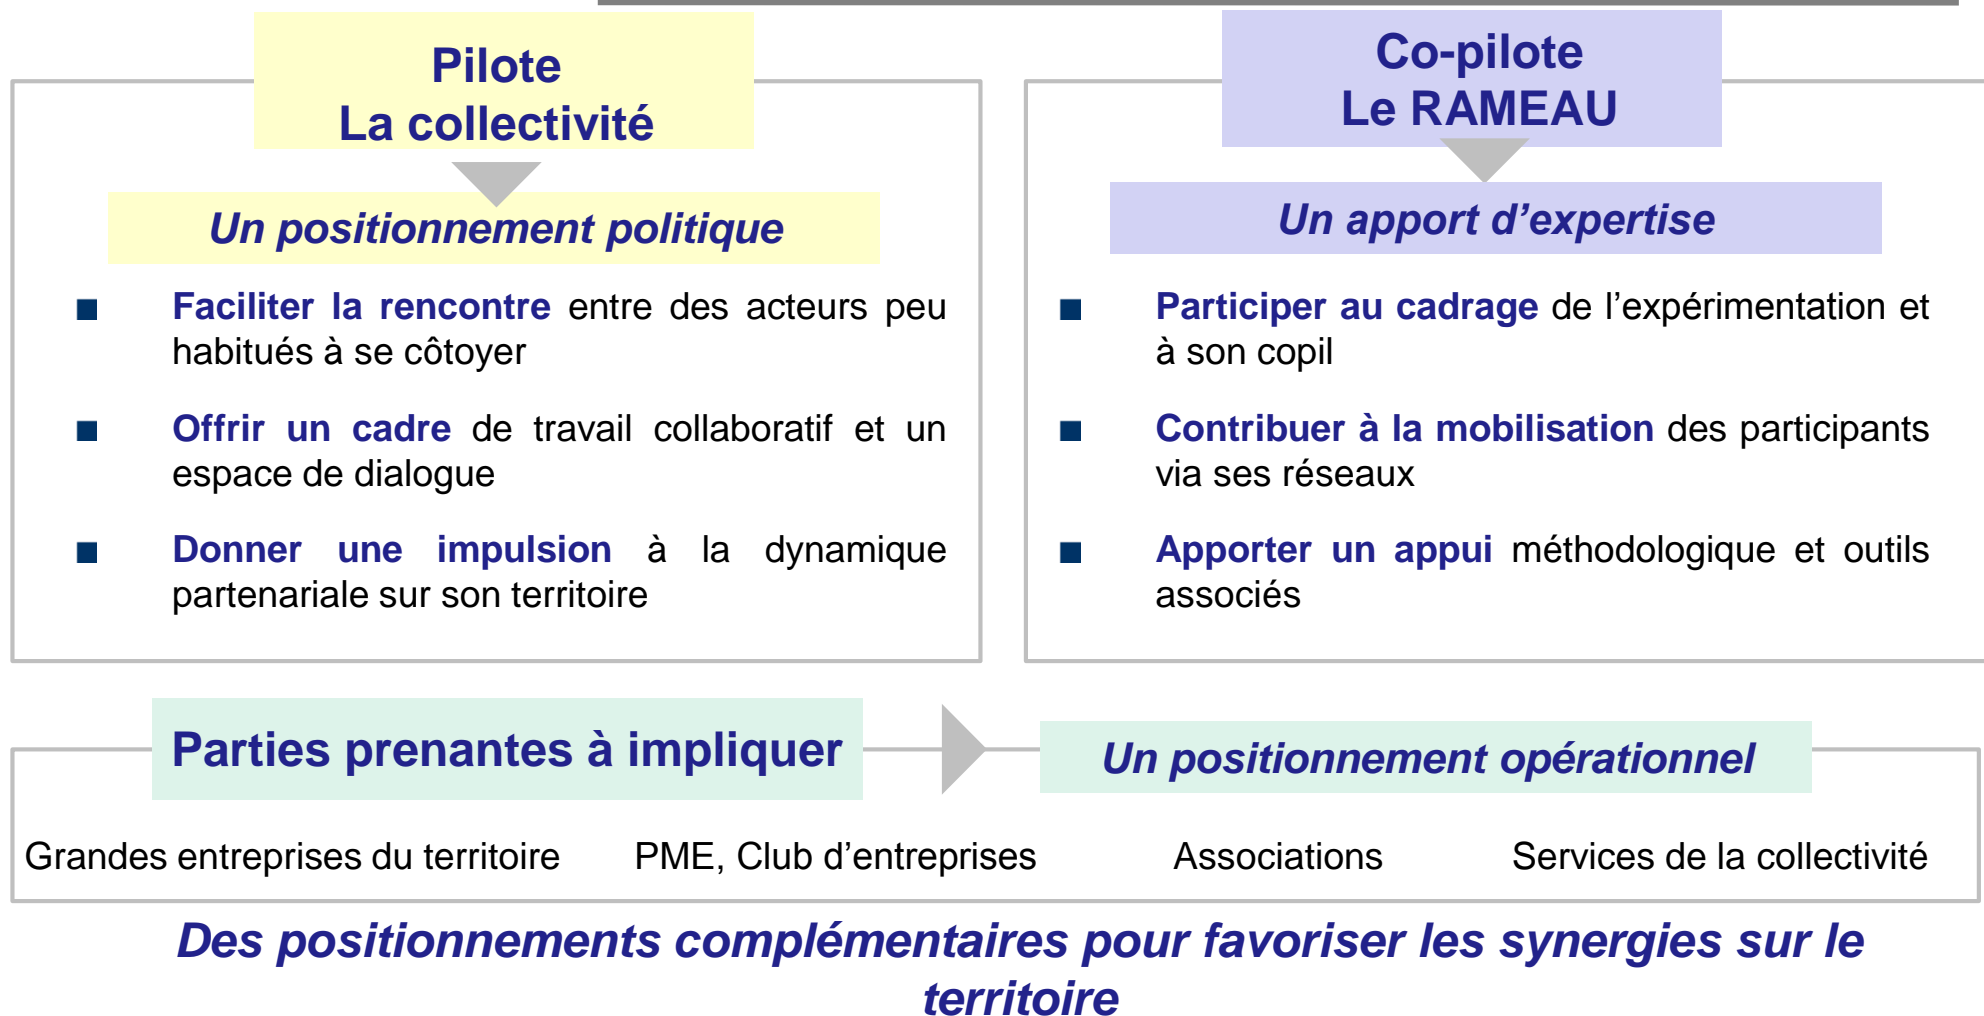 Pilote
La collectivité
Un positionnement politique
Faciliter la rencontre entre des acteurs peu
habitués à se côtoyer
Offrir un cadre de travail collaboratif et un
espace de dialogue
Donner une impulsion à la dynamique
partenariale sur son territoire
Co-pilote
Le RAMEAU
Un apport d’expertise
Participer au cadrage de l’expérimentation et
à son copil
Contribuer à la mobilisation des participants
via ses réseaux
Apporter un appui méthodologique et outils
associés
Parties prenantes à impliquer
Un positionnement opérationnel
Grandes entreprises du territoire
PME, Club d’entreprises
Associations
Services de la collectivité
Des positionnements complémentaires pour favoriser les synergies sur le
territoire